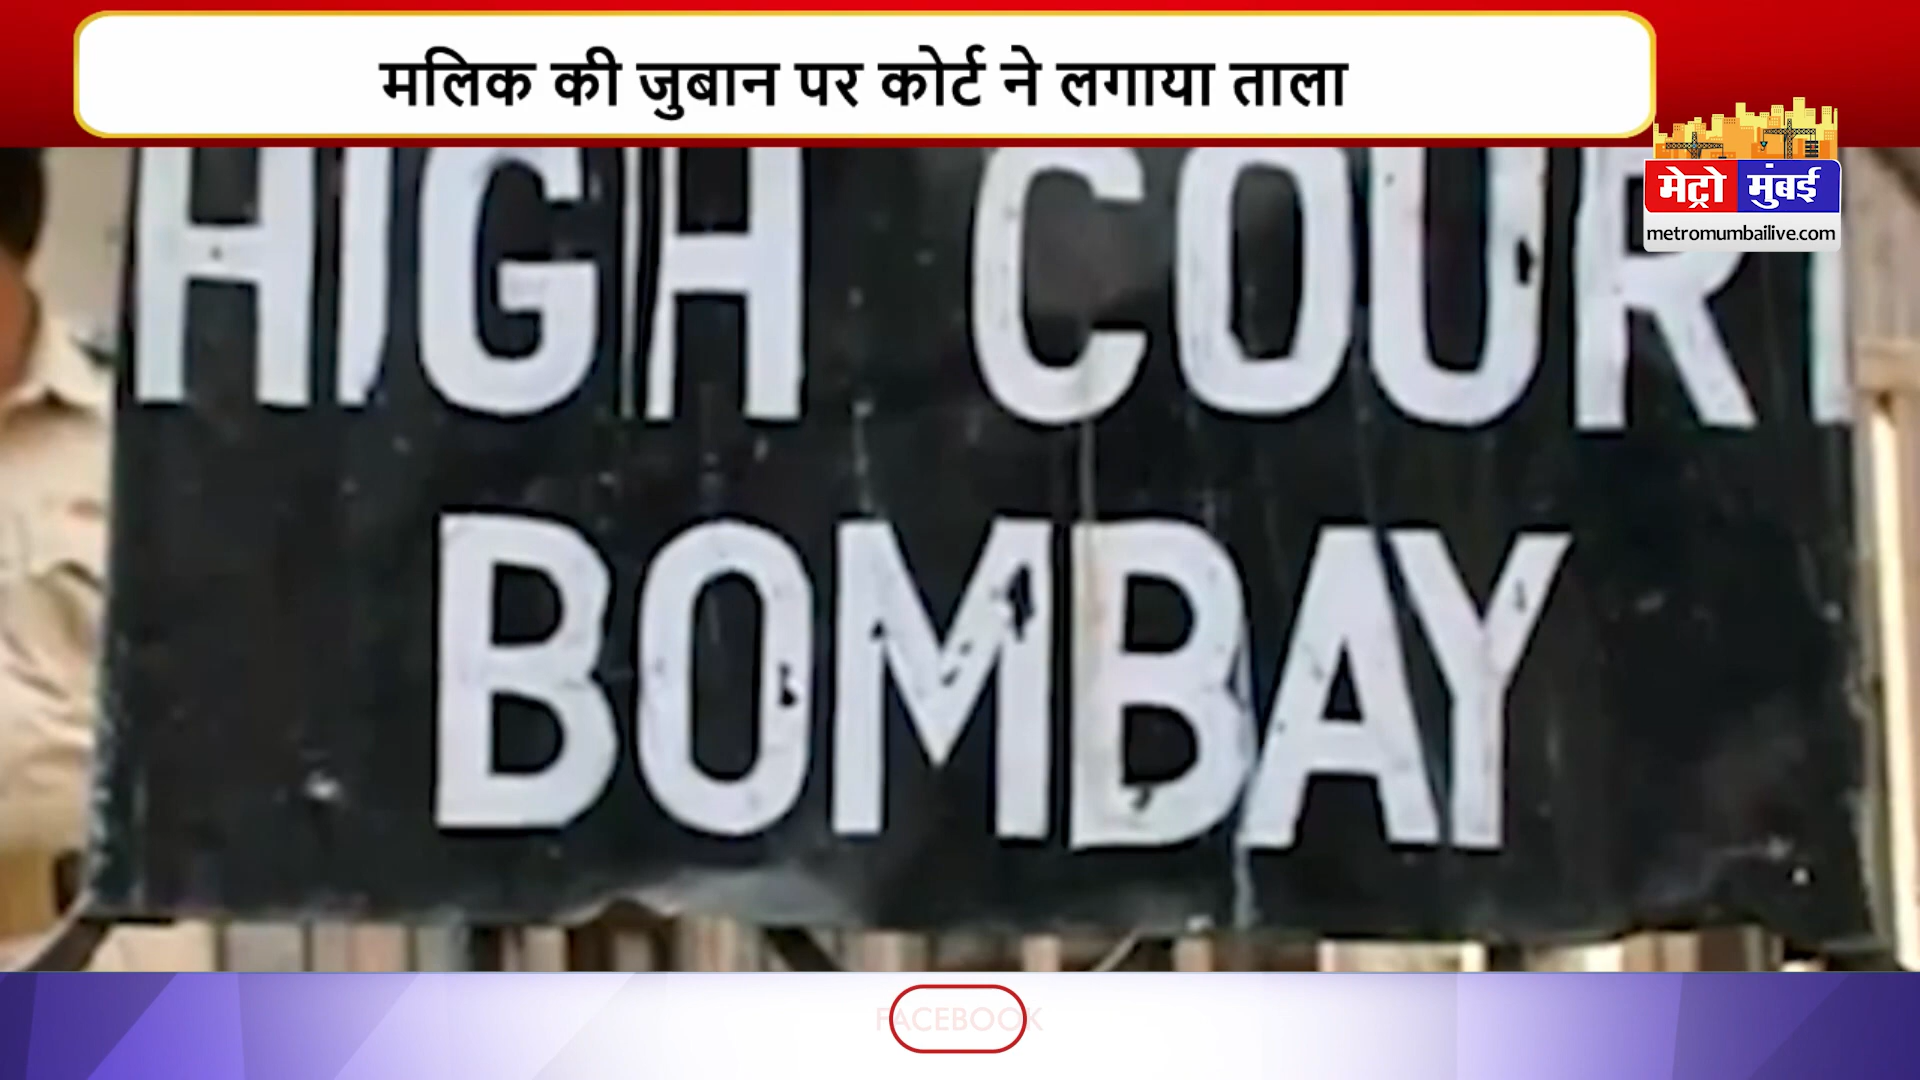 मलिक की जुबान पर कोर्ट ने लगाया ताला
मेट्रो मुंबई
metromumbailive.com
HIGH COURT
BOMBAY
FACEBOOK